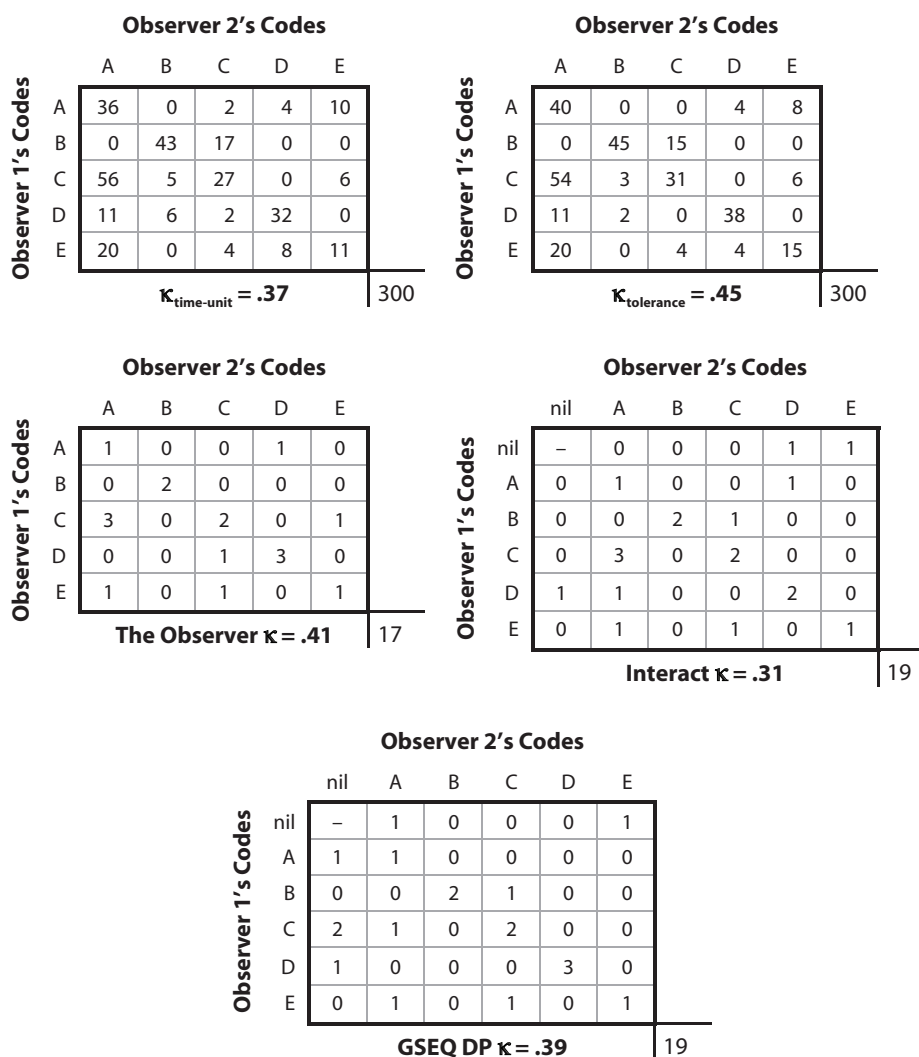 Observer 2's Codes
A B C D E
Observer 1's Codes
A 36 0 2 4 10
B 0 43 17 0 0
C 56 5 27 0 6
D 11 6 2 32 0
E 20 0 4 8 11
κtime-unit = .37 300
Observer 2's Codes
A B C D E
Observer 1's Codes
A 40 0 0 4 8
B 0 45 15 0 0
C 54 3 31 0 6
D 11 2 0 38 0
E 20 0 4 4 15
κtolerance = .45 300
Observer 2's Codes
A B C D E
Observer 1's Codes
A 1 0 0 1 0
B 0 2 0 0 0
C 3 0 2 0 1
D 0 0 1 3 0
E 1 0 1 0 1
The Observer κ = .41 17
Observer 2's Codes
nil A B C D E
Observer 1's Codes
nil – 0 0 0 1 1
A 0 1 0 0 1 0
B 0 0 2 1 0 0
C 0 3 0 2 0 0
D 1 1 0 0 2 0
E 0 1 0 1 0 1
Interact κ = .31 19
Observer 2's Codes
nil A B C D E
Observer 1's Codes
nil – 1 0 0 0 1
A 1 1 0 0 0 0
B 0 0 2 1 0 0
C 2 1 0 2 0 0
D 1 0 0 0 3 0
E 0 1 0 1 0 1
GSEQ DP κ = .39 19